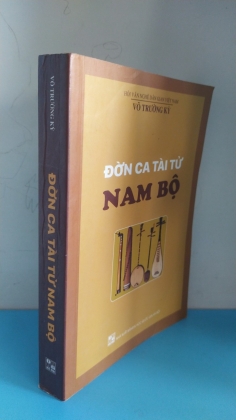 VÕ TRƯỜNG KỲ
ĐỜN CA TÀI TỬ
NAM BỘ
VÕ TRƯỜNG KỲ
ĐỜN CA TÀI TỬ NAM BỘ